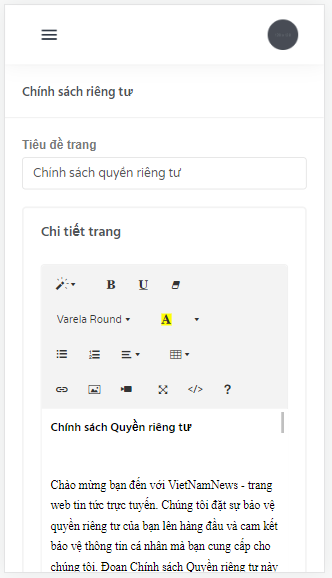 Chính sách riêng tư
Tiêu đề trang
Chính sách quyền riêng tư
Chi tiết trang
B U
Varela Round A
</> ?
Chính sách Quyền riêng tư
Chào mừng bạn đến với VietNamNews - trang
web tin tức trực tuyến. Chúng tôi đặt sự bảo vệ
quyền riêng tư của bạn lên hàng đầu và cam kết
bảo vệ thông tin cá nhân mà bạn cung cấp cho
chúng tôi. Đoạn Chính sách Quyền riêng tư này